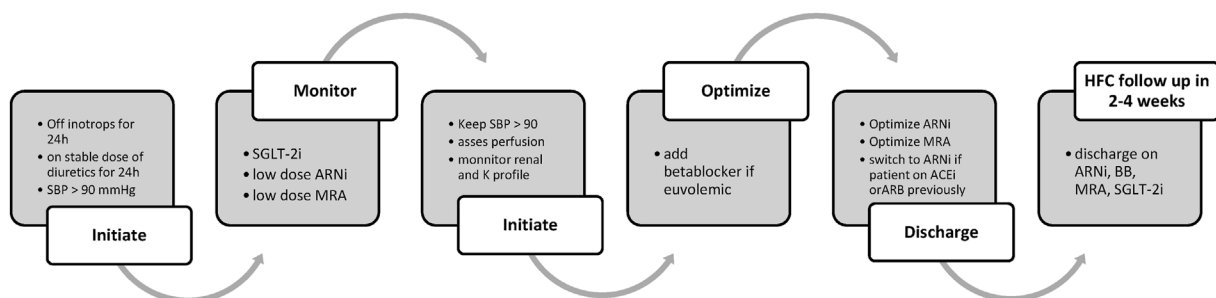 • Off inotrops for
24h
• on stable dose of
diuretics for 24h
• SBP > 90 mmHg
Initiate
Monitor
• SGLT-2i
• low dose ARNi
• low dose MRA
• Keep SBP > 90
• asses perfusion
• monnitor renal
and K profile
Initiate
Optimize
• add
betablocker if
euvolemic
• Optimize ARNi
• Optimize MRA
• switch to ARNi if
patient on ACEi
orARB previously
Discharge
HFC follow up in
2-4 weeks
• discharge on
ARNi, BB,
MRA, SGLT-2i